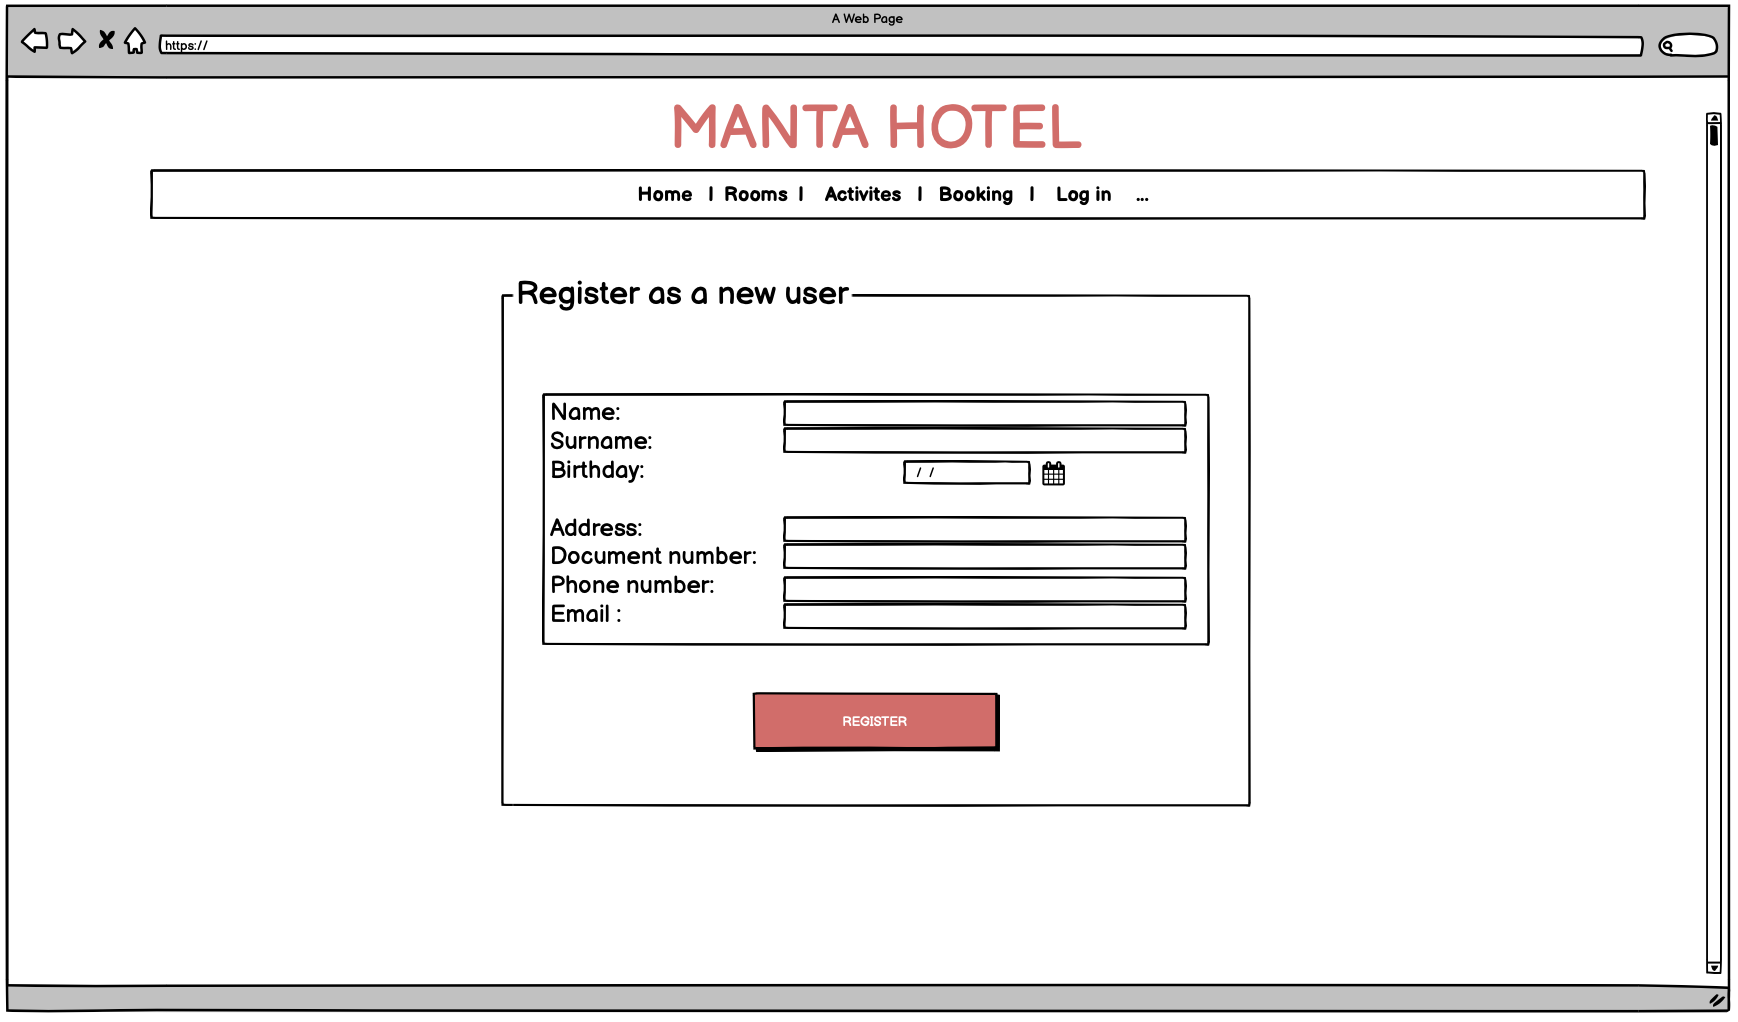 A Web Page
https://
MANTA HOTEL
Home | Rooms | Activites | Booking | Log in ...
Register as a new user
Name:
Surname:
Birthday: / /
Address:
Document number:
Phone number:
Email :
REGISTER